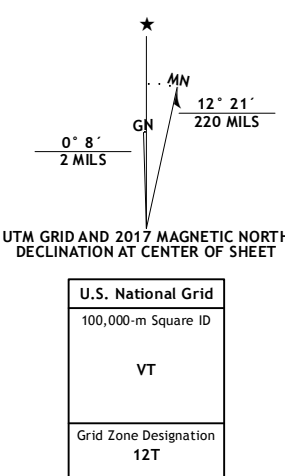 ★
MN
12° 21´
220 MILS
GN
0° 8´
2 MILS
UTM GRID AND 2017 MAGNETIC NORTH
DECLINATION AT CENTER OF SHEET
U.S. National Grid
100,000-m Square ID
VT
Grid Zone Designation
12T